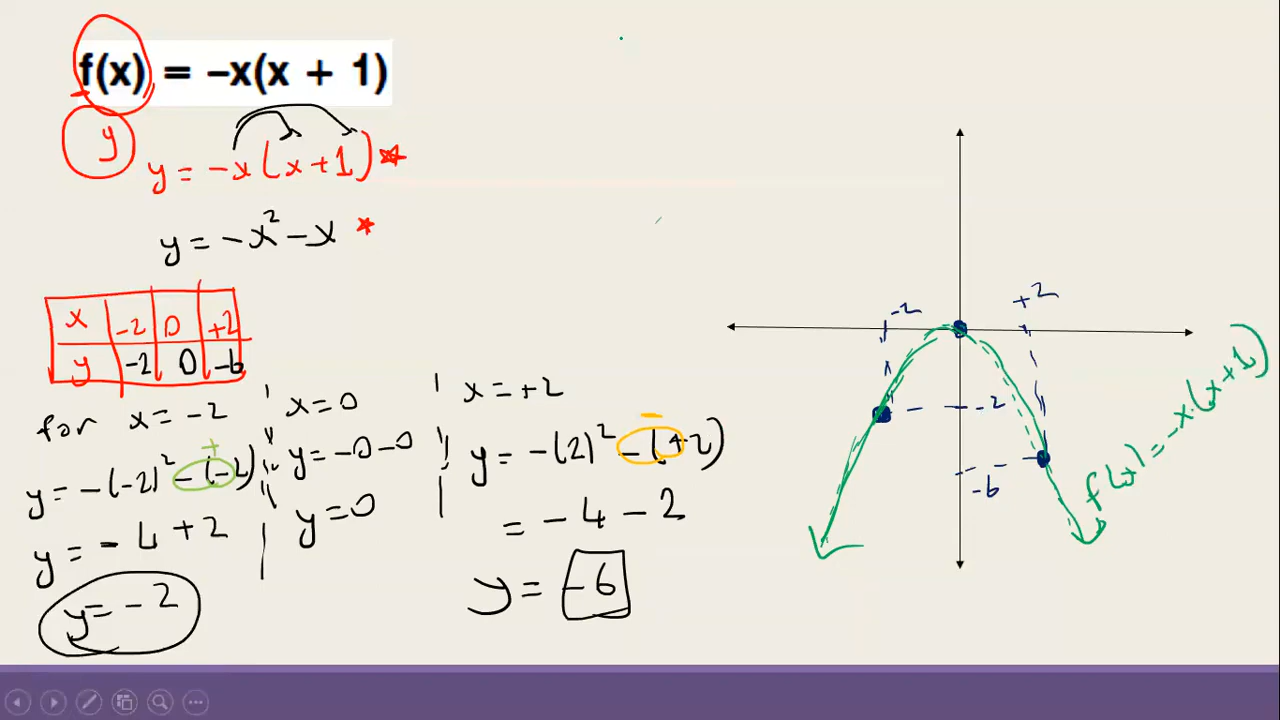 f(x) = –x(x + 1)
y
y = -x(x+1)
y = -x² - x
x -2 0 +2
y -2 0 -6
for x = -2
y = -(-2)² - (-2)
+
y = -4 + 2
y = -2
x = 0
y = -0 - 0
y = 0
x = +2
-
y = -(2)² - (+2)
= -4 - 2
y = -6
-2
+2
-2
-6
f(x) = -x·(x+1)